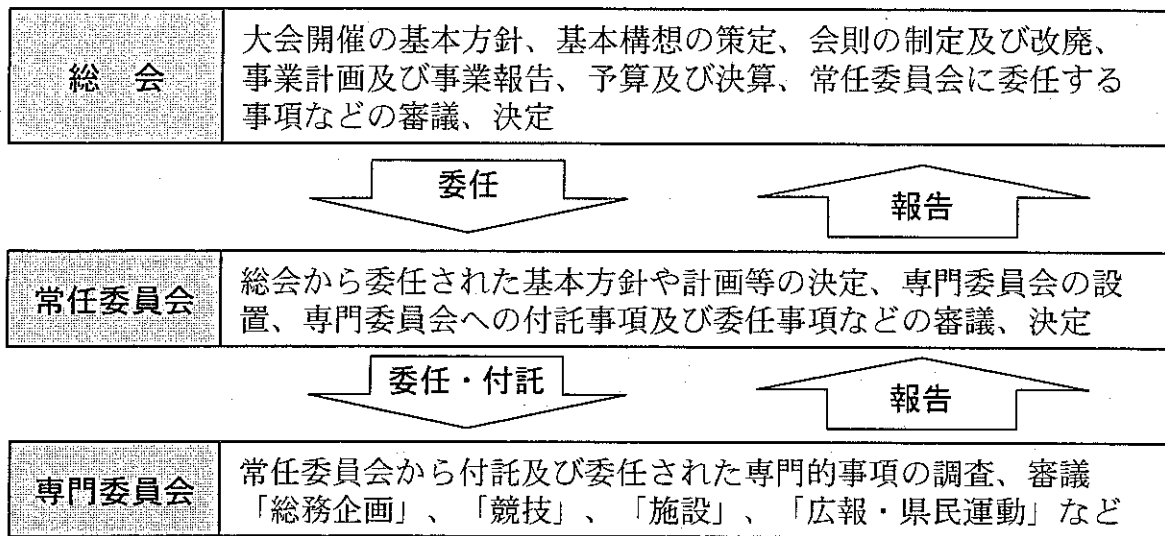 総　会
大会開催の基本方針、基本構想の策定、会則の制定及び改廃、
事業計画及び事業報告、予算及び決算、常任委員会に委任する
事項などの審議、決定
委任
報告
常任委員会
総会から委任された基本方針や計画等の決定、専門委員会の設
置、専門委員会への付託事項及び委任事項などの審議、決定
委任・付託
報告
専門委員会
常任委員会から付託及び委任された専門的事項の調査、審議
「総務企画」、「競技」、「施設」、「広報・県民運動」など